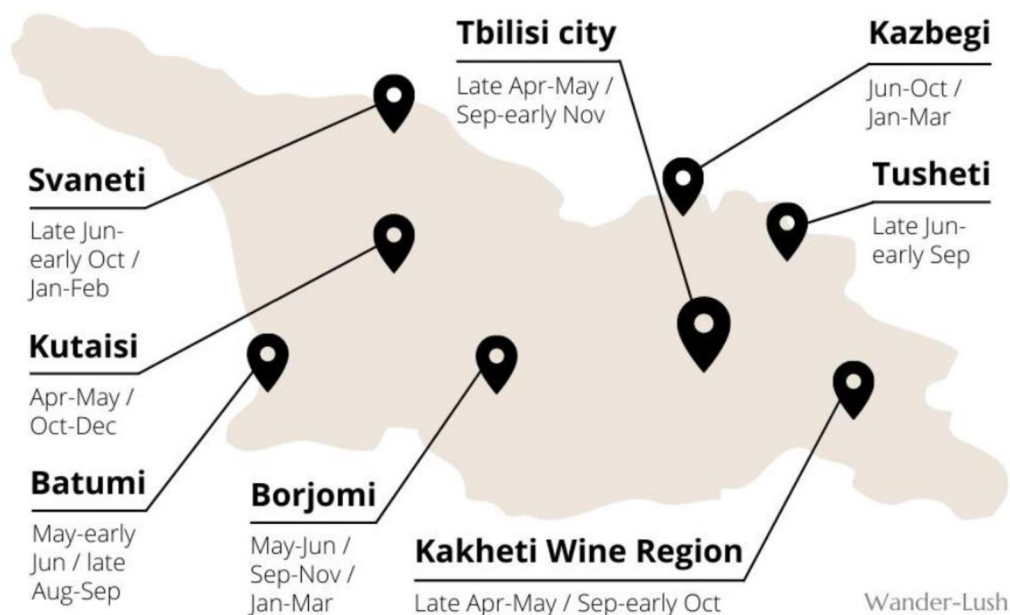 Tbilisi city
Late Apr-May /
Sep-early Nov
Kazbegi
Jun-Oct /
Jan-Mar
Svaneti
Late Jun-
early Oct /
Jan-Feb
Tusheti
Late Jun-
early Sep
Kutaisi
Apr-May /
Oct-Dec
Batumi
May-early
Jun / late
Aug-Sep
Borjomi
May-Jun /
Sep-Nov /
Jan-Mar
Kakheti Wine Region
Late Apr-May / Sep-early Oct
Wander-Lush